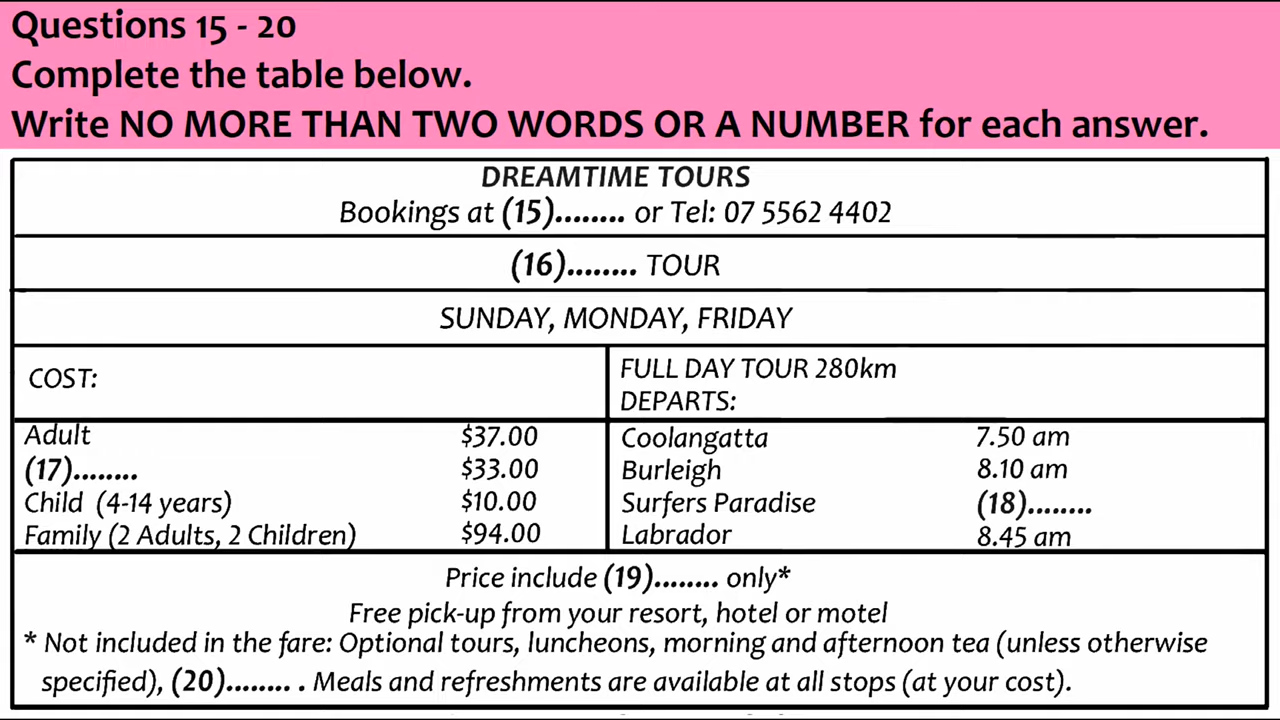 Questions 15 - 20
Complete the table below.
Write NO MORE THAN TWO WORDS OR A NUMBER for each answer.
DREAMTIME TOURS
Bookings at (15)........ or Tel: 07 5562 4402
(16)........ TOUR
SUNDAY, MONDAY, FRIDAY
COST:
FULL DAY TOUR 280km
DEPARTS:
Adult $37.00
(17)........ $33.00
Child (4-14 years) $10.00
Family (2 Adults, 2 Children) $94.00
Coolangatta 7.50 am
Burleigh 8.10 am
Surfers Paradise (18)........
Labrador 8.45 am
Price include (19)........ only*
Free pick-up from your resort, hotel or motel
* Not included in the fare: Optional tours, luncheons, morning and afternoon tea (unless otherwise
specified), (20)........ . Meals and refreshments are available at all stops (at your cost).